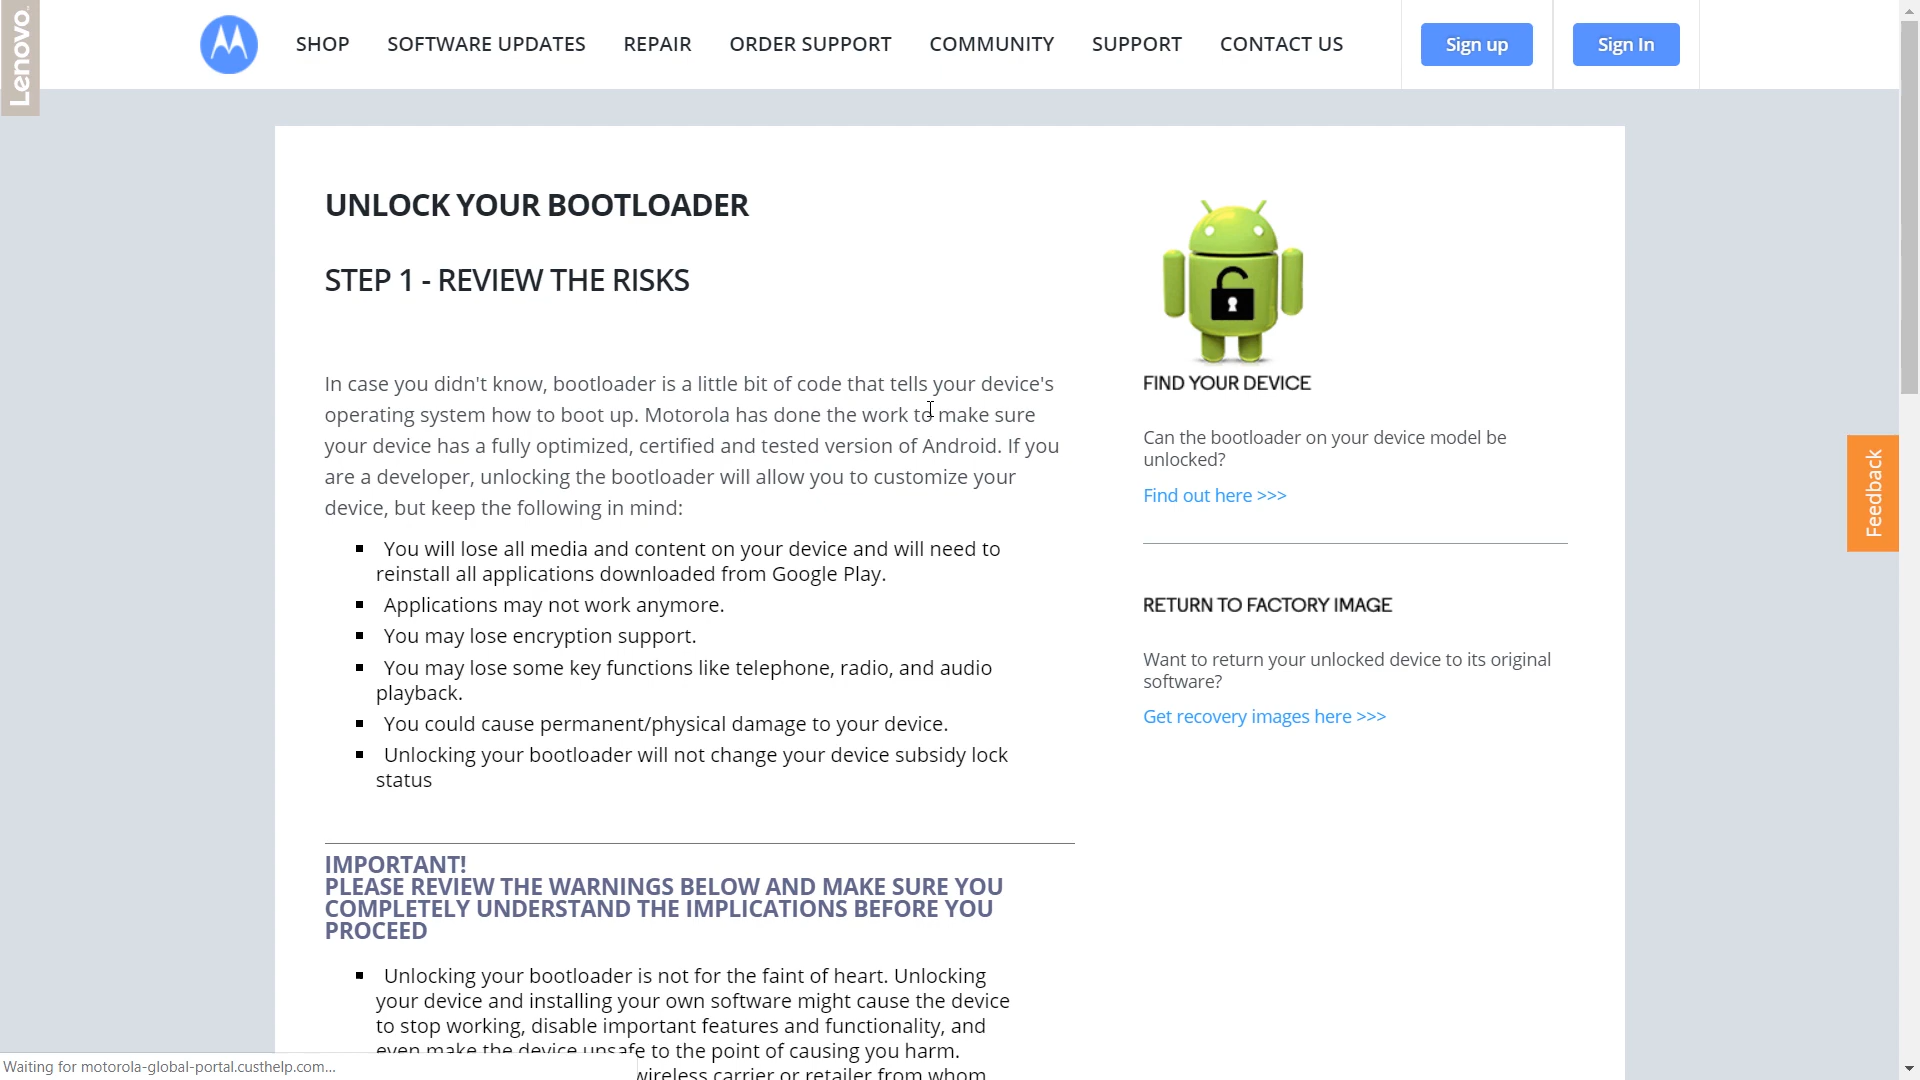 Lenovo
SHOP SOFTWARE UPDATES REPAIR ORDER SUPPORT COMMUNITY SUPPORT CONTACT US Sign up Sign In
UNLOCK YOUR BOOTLOADER
STEP 1 - REVIEW THE RISKS
In case you didn't know, bootloader is a little bit of code that tells your device's
operating system how to boot up. Motorola has done the work to make sure
your device has a fully optimized, certified and tested version of Android. If you
are a developer, unlocking the bootloader will allow you to customize your
device, but keep the following in mind:
You will lose all media and content on your device and will need to
reinstall all applications downloaded from Google Play.
Applications may not work anymore.
You may lose encryption support.
You may lose some key functions like telephone, radio, and audio
playback.
You could cause permanent/physical damage to your device.
Unlocking your bootloader will not change your device subsidy lock
status
IMPORTANT!
PLEASE REVIEW THE WARNINGS BELOW AND MAKE SURE YOU
COMPLETELY UNDERSTAND THE IMPLICATIONS BEFORE YOU
PROCEED
Unlocking your bootloader is not for the faint of heart. Unlocking
your device and installing your own software might cause the device
to stop working, disable important features and functionality, and
even make the device unsafe to the point of causing you harm.
wireless carrier or retailer from whom
FIND YOUR DEVICE
Can the bootloader on your device model be
unlocked?
Find out here >>>
RETURN TO FACTORY IMAGE
Want to return your unlocked device to its original
software?
Get recovery images here >>>
Feedback
Waiting for motorola-global-portal.custhelp.com...